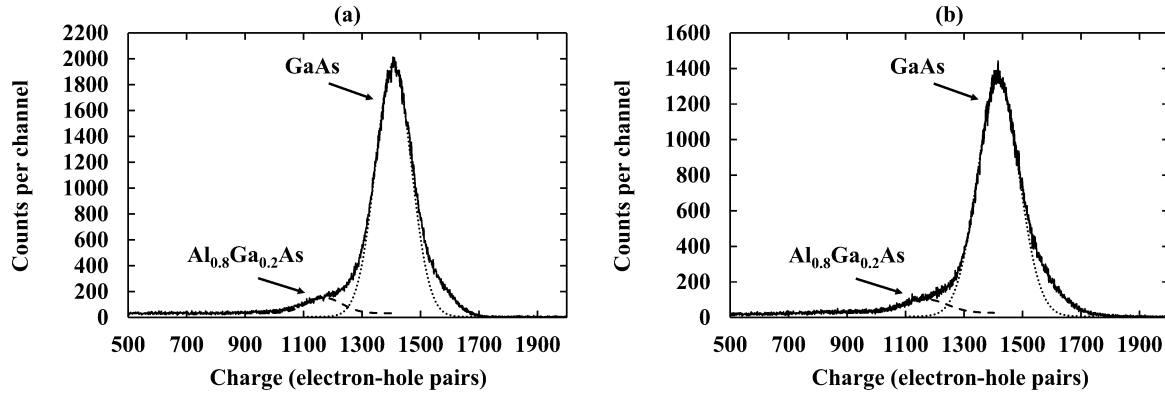 (a)
2200
2000
1800
1600
1400
1200
1000
800
600
400
200
0
Counts per channel
GaAs
Al0.8Ga0.2As
500 700 900 1100 1300 1500 1700 1900
Charge (electron-hole pairs)
(b)
1600
1400
1200
1000
800
600
400
200
0
Counts per channel
GaAs
Al0.8Ga0.2As
500 700 900 1100 1300 1500 1700 1900
Charge (electron-hole pairs)